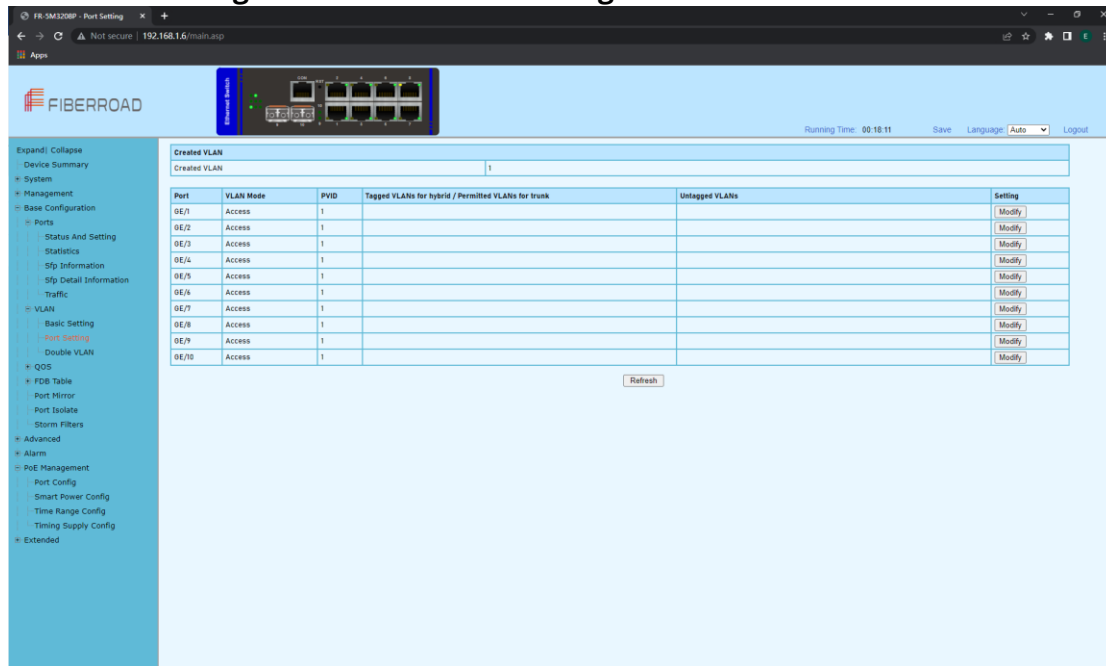 FR-5M3208P - Port Setting
Not secure | 192.168.1.6/main.asp
E
Apps
FIBERROAD
Ethernet Switch
Running Time: 00:18:11 Save Language: Auto Logout
Expand| Collapse
Device Summary
System
Management
Base Configuration
Ports
Status And Setting
Statistics
Sfp Information
Sfp Detail Information
Traffic
VLAN
Basic Setting
Port Setting
Double VLAN
QOS
FDB Table
Port Mirror
Port Isolate
Storm Filters
Advanced
Alarm
PoE Management
Port Config
Smart Power Config
Time Range Config
Timing Supply Config
Extended
Created VLAN
Created VLAN 1
Port VLAN Mode PVID Tagged VLANs for hybrid / Permitted VLANs for trunk Untagged VLANs Setting
GE/1 Access 1 Modify
GE/2 Access 1 Modify
GE/3 Access 1 Modify
GE/4 Access 1 Modify
GE/5 Access 1 Modify
GE/6 Access 1 Modify
GE/7 Access 1 Modify
GE/8 Access 1 Modify
GE/9 Access 1 Modify
GE/10 Access 1 Modify
Refresh